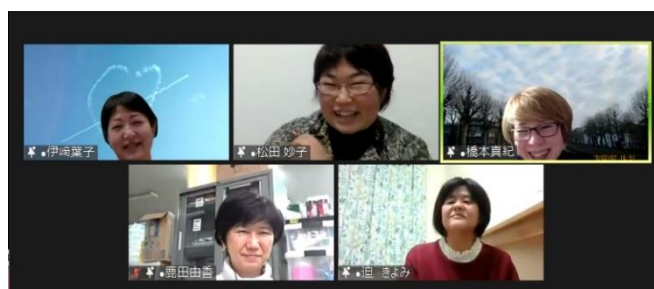 伊崎葉子
松田 妙子
橋本真紀
鹿田由香
迫 きよみ